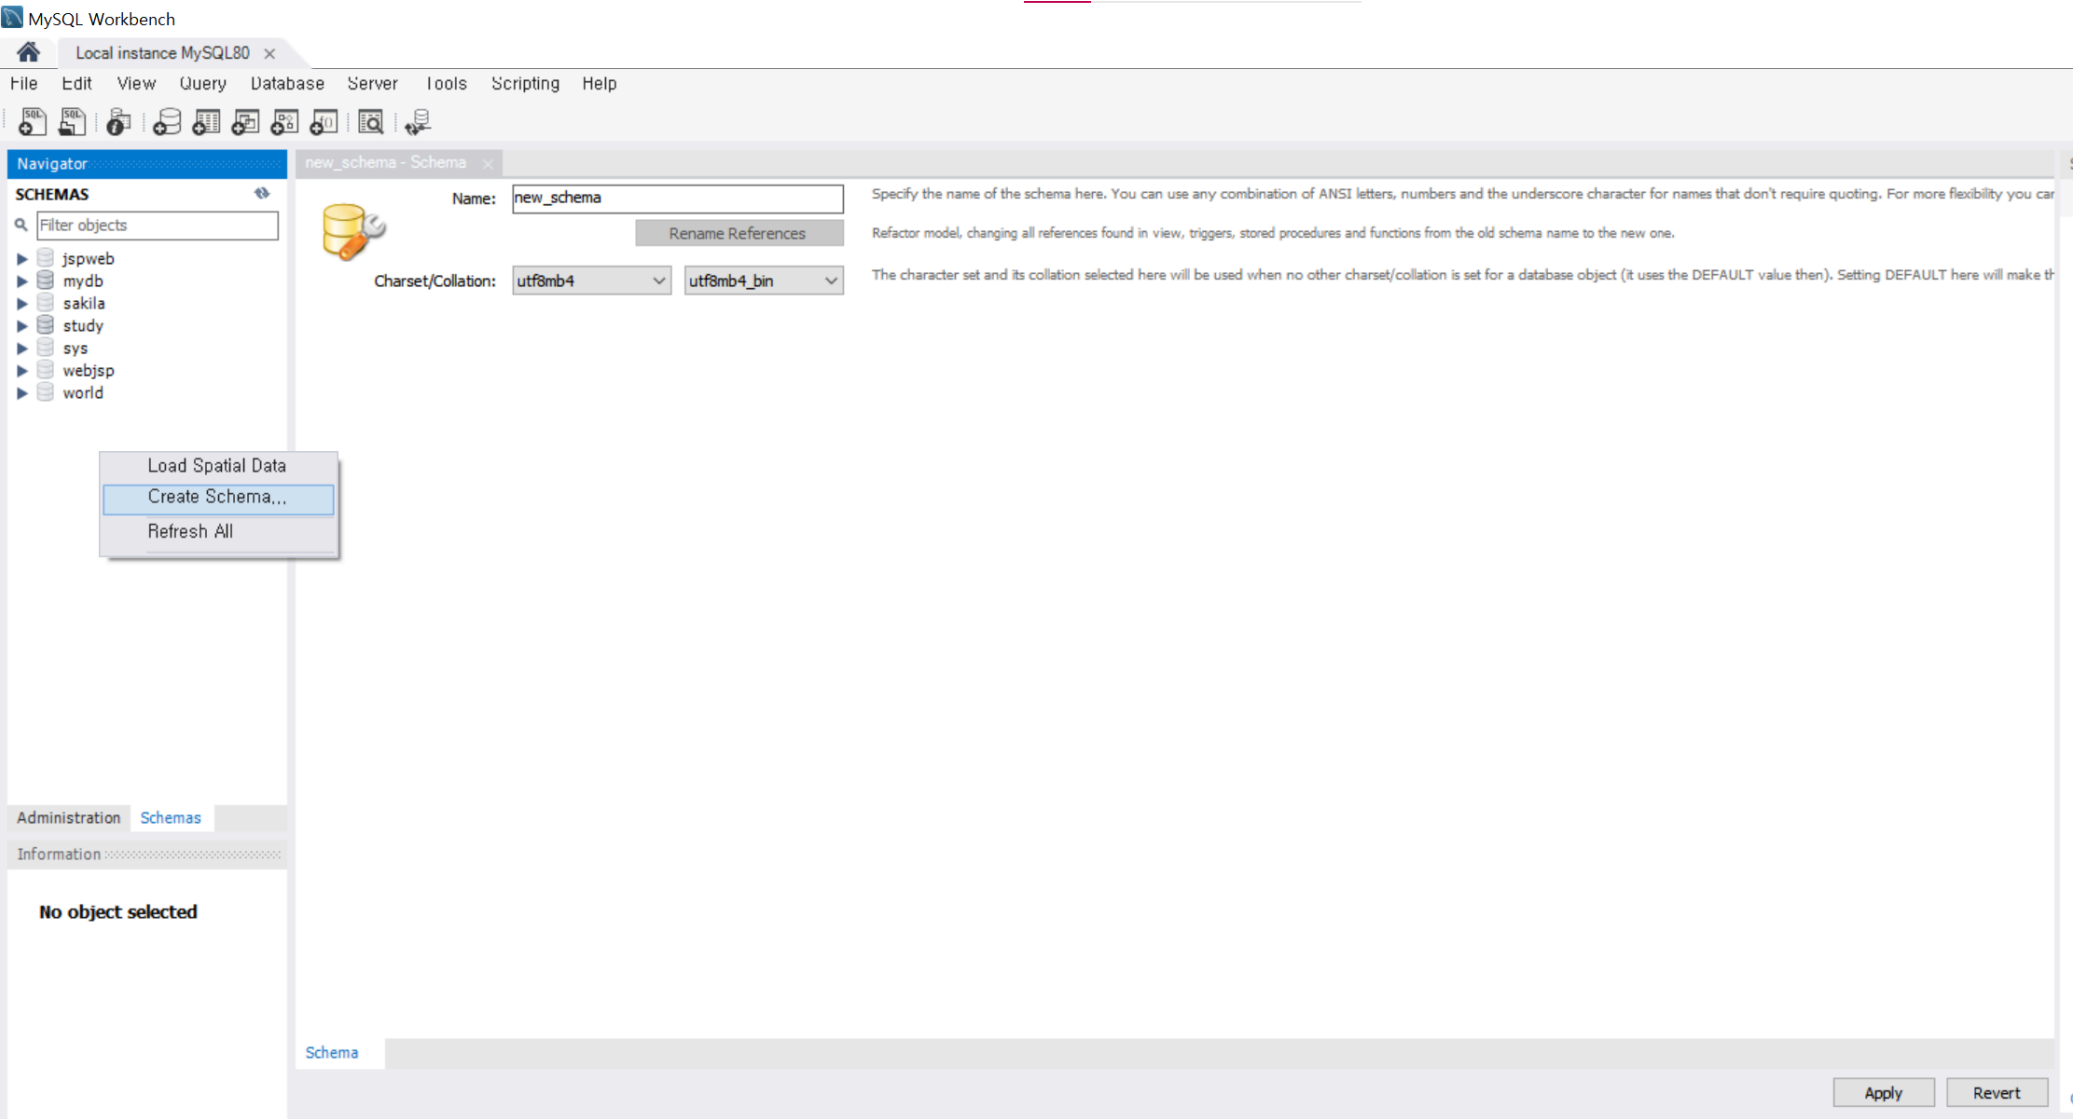 MySQL Workbench
Local instance MySQL80
File Edit View Query Database Server Tools Scripting Help
Navigator
SCHEMAS
Filter objects
jspweb
mydb
sakila
study
sys
webjsp
world
Load Spatial Data
Create Schema...
Refresh All
Administration Schemas
Information
No object selected
new_schema - Schema
Name: new_schema
Specify the name of the schema here. You can use any combination of ANSI letters, numbers and the underscore character for names that don't require quoting. For more flexibility you can
Rename References
Refactor model, changing all references found in view, triggers, stored procedures and functions from the old schema name to the new one.
Charset/Collation: utf8mb4 utf8mb4_bin
The character set and its collation selected here will be used when no other charset/collation is set for a database object (it uses the DEFAULT value then). Setting DEFAULT here will make th
Schema
Apply Revert